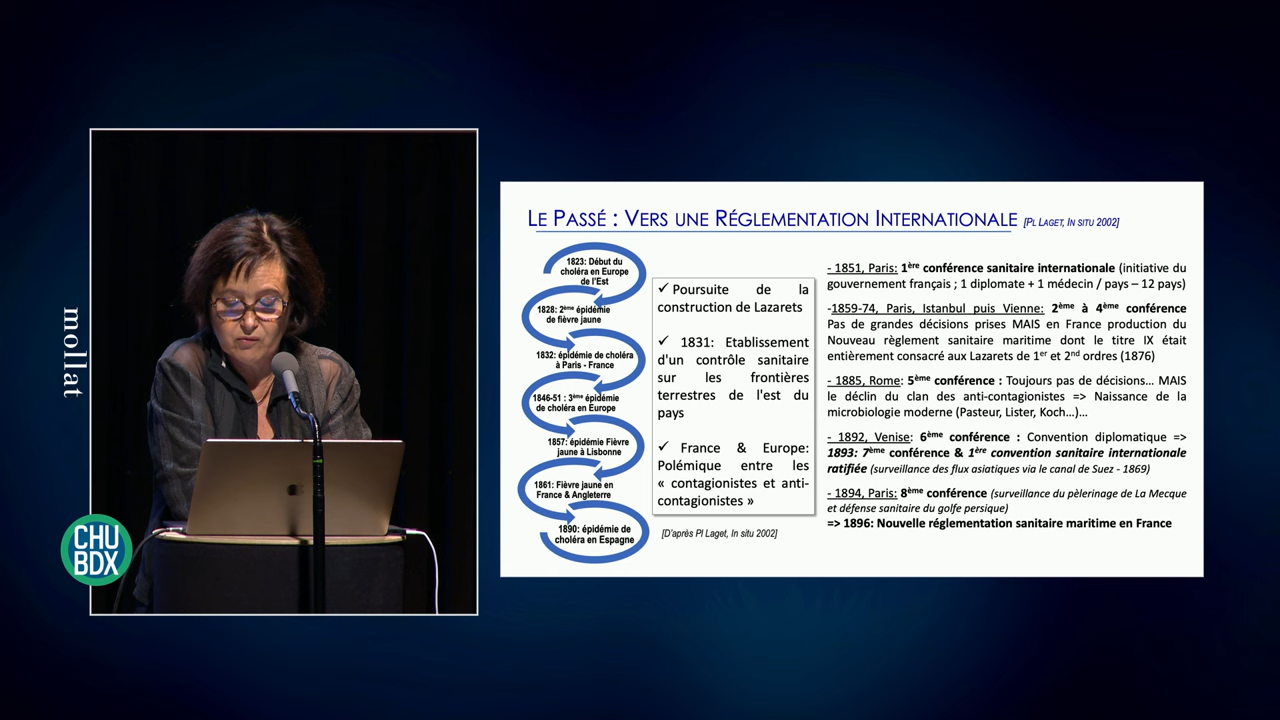 mollat
CHU
BDX
LE PASSÉ : VERS UNE RÉGLEMENTATION INTERNATIONALE [PL LAGET, IN SITU 2002]
1823: Début du
choléra en Europe
de l'Est
1828: 2ème épidémie
de fièvre jaune
1832: épidémie de choléra
à Paris - France
1846-51 : 3ème épidémie
de choléra en Europe
1857: épidémie Fièvre
jaune à Lisbonne
1861: Fièvre jaune en
France & Angleterre
1890: épidémie de
choléra en Espagne
✓ Poursuite de la
construction de Lazarets
✓ 1831: Etablissement
d'un contrôle sanitaire
sur les frontières
terrestres de l'est du
pays
✓ France & Europe:
Polémique entre les
« contagionistes et anti-
contagionistes »
[D'après Pl Laget, In situ 2002]
- 1851, Paris: 1ère conférence sanitaire internationale (initiative du
gouvernement français ; 1 diplomate + 1 médecin / pays – 12 pays)
-1859-74, Paris, Istanbul puis Vienne: 2ème à 4ème conférence
Pas de grandes décisions prises MAIS en France production du
Nouveau règlement sanitaire maritime dont le titre IX était
entièrement consacré aux Lazarets de 1er et 2nd ordres (1876)
- 1885, Rome: 5ème conférence : Toujours pas de décisions... MAIS
le déclin du clan des anti-contagionistes => Naissance de la
microbiologie moderne (Pasteur, Lister, Koch...)...
- 1892, Venise: 6ème conférence : Convention diplomatique =>
1893: 7ème conférence & 1ère convention sanitaire internationale
ratifiée (surveillance des flux asiatiques via le canal de Suez - 1869)
- 1894, Paris: 8ème conférence (surveillance du pèlerinage de La Mecque
et défense sanitaire du golfe persique)
=> 1896: Nouvelle réglementation sanitaire maritime en France